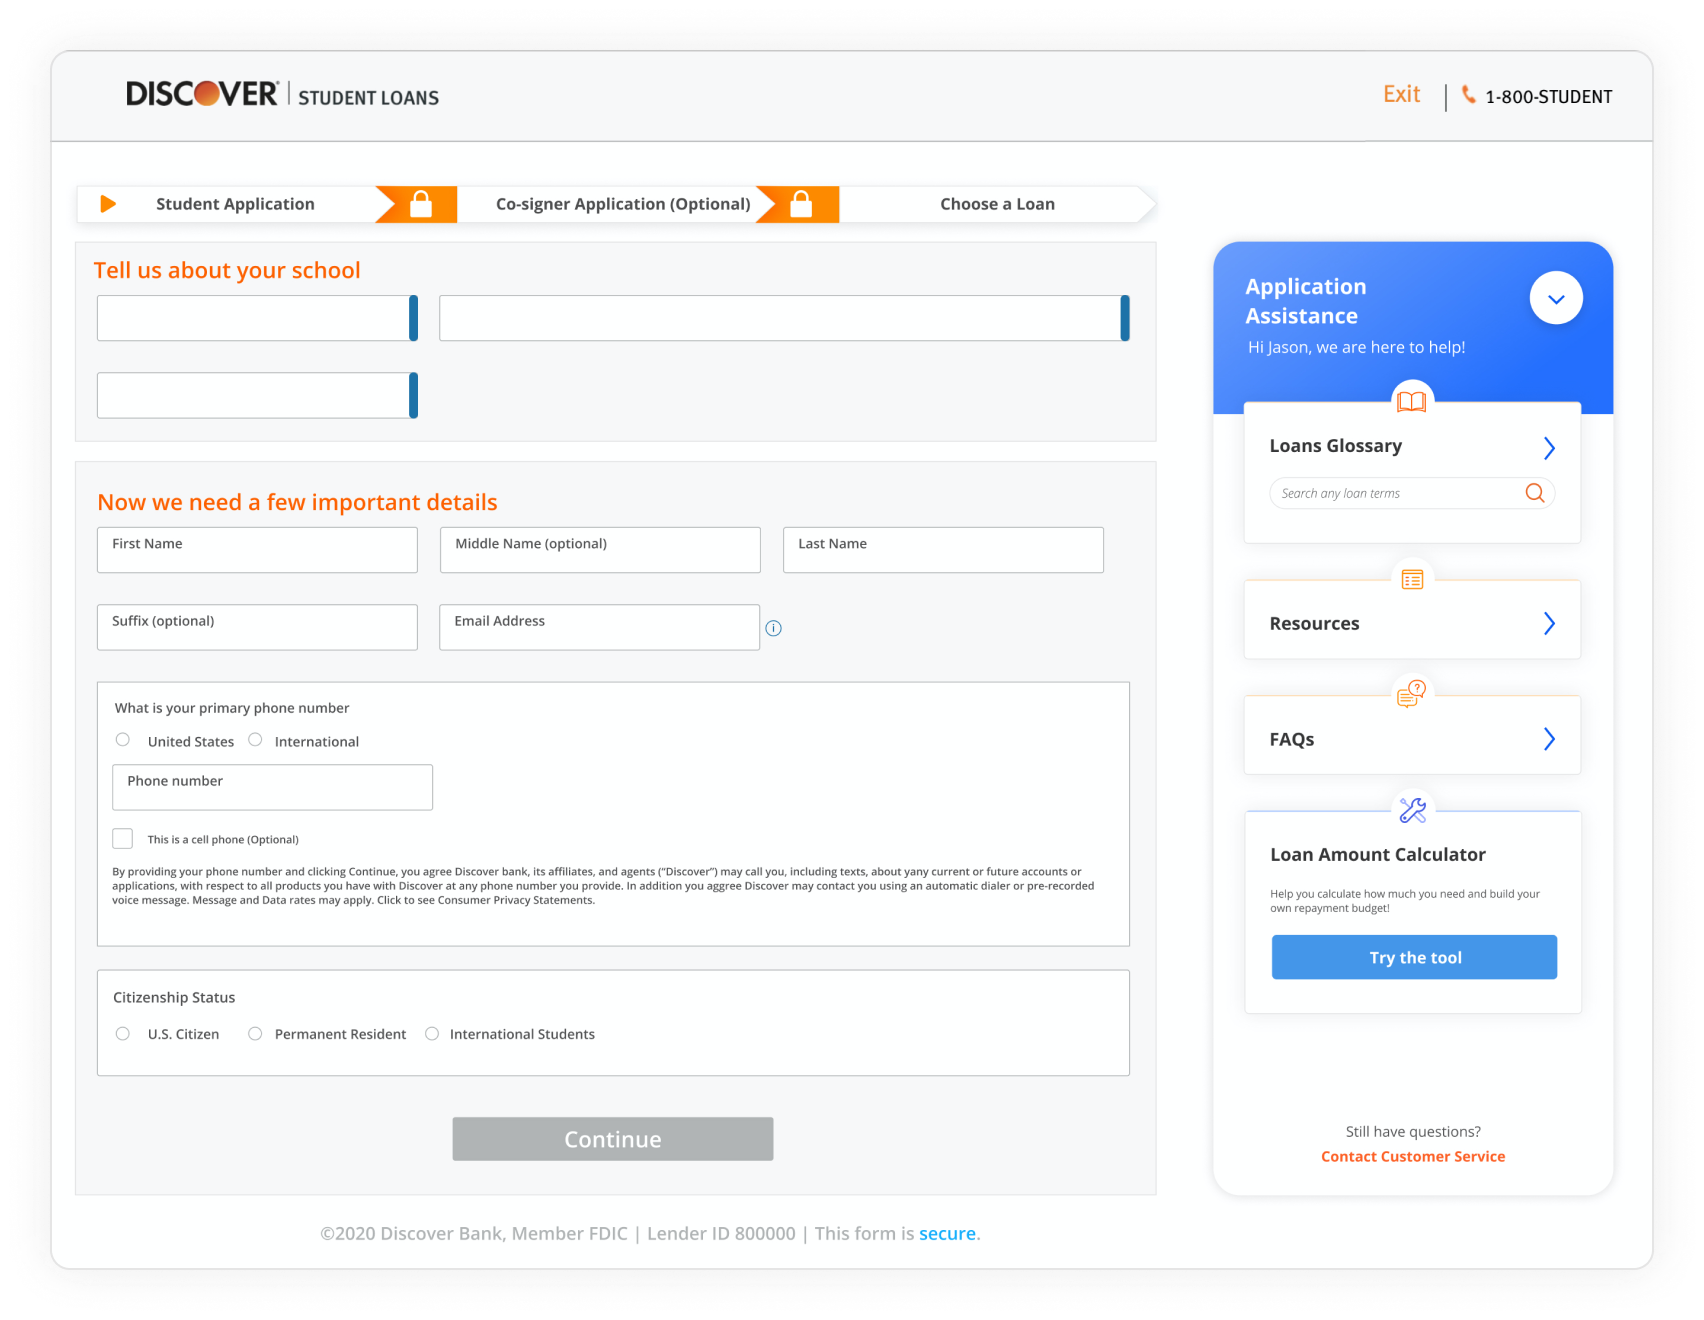 DISCOVER STUDENT LOANS
Exit
1-800-STUDENT
Student Application
Co-signer Application (Optional)
Choose a Loan
Tell us about your school
Now we need a few important details
First Name
Middle Name (optional)
Last Name
Suffix (optional)
Email Address
i
What is your primary phone number
United States
International
Phone number
This is a cell phone (Optional)
By providing your phone number and clicking Continue, you agree Discover bank, its affiliates, and agents (“Discover”) may call you, including texts, about yany current or future accounts or
applications, with respect to all products you have with Discover at any phone number you provide. In addition you aggree Discover may contact you using an automatic dialer or pre-recorded
voice message. Message and Data rates may apply. Click to see Consumer Privacy Statements.
Citizenship Status
U.S. Citizen
Permanent Resident
International Students
Continue
©2020 Discover Bank, Member FDIC | Lender ID 800000 | This form is secure.
Application
Assistance
Hi Jason, we are here to help!
Loans Glossary
Search any loan terms
Resources
?
FAQs
Loan Amount Calculator
Help you calculate how much you need and build your
own repayment budget!
Try the tool
Still have questions?
Contact Customer Service